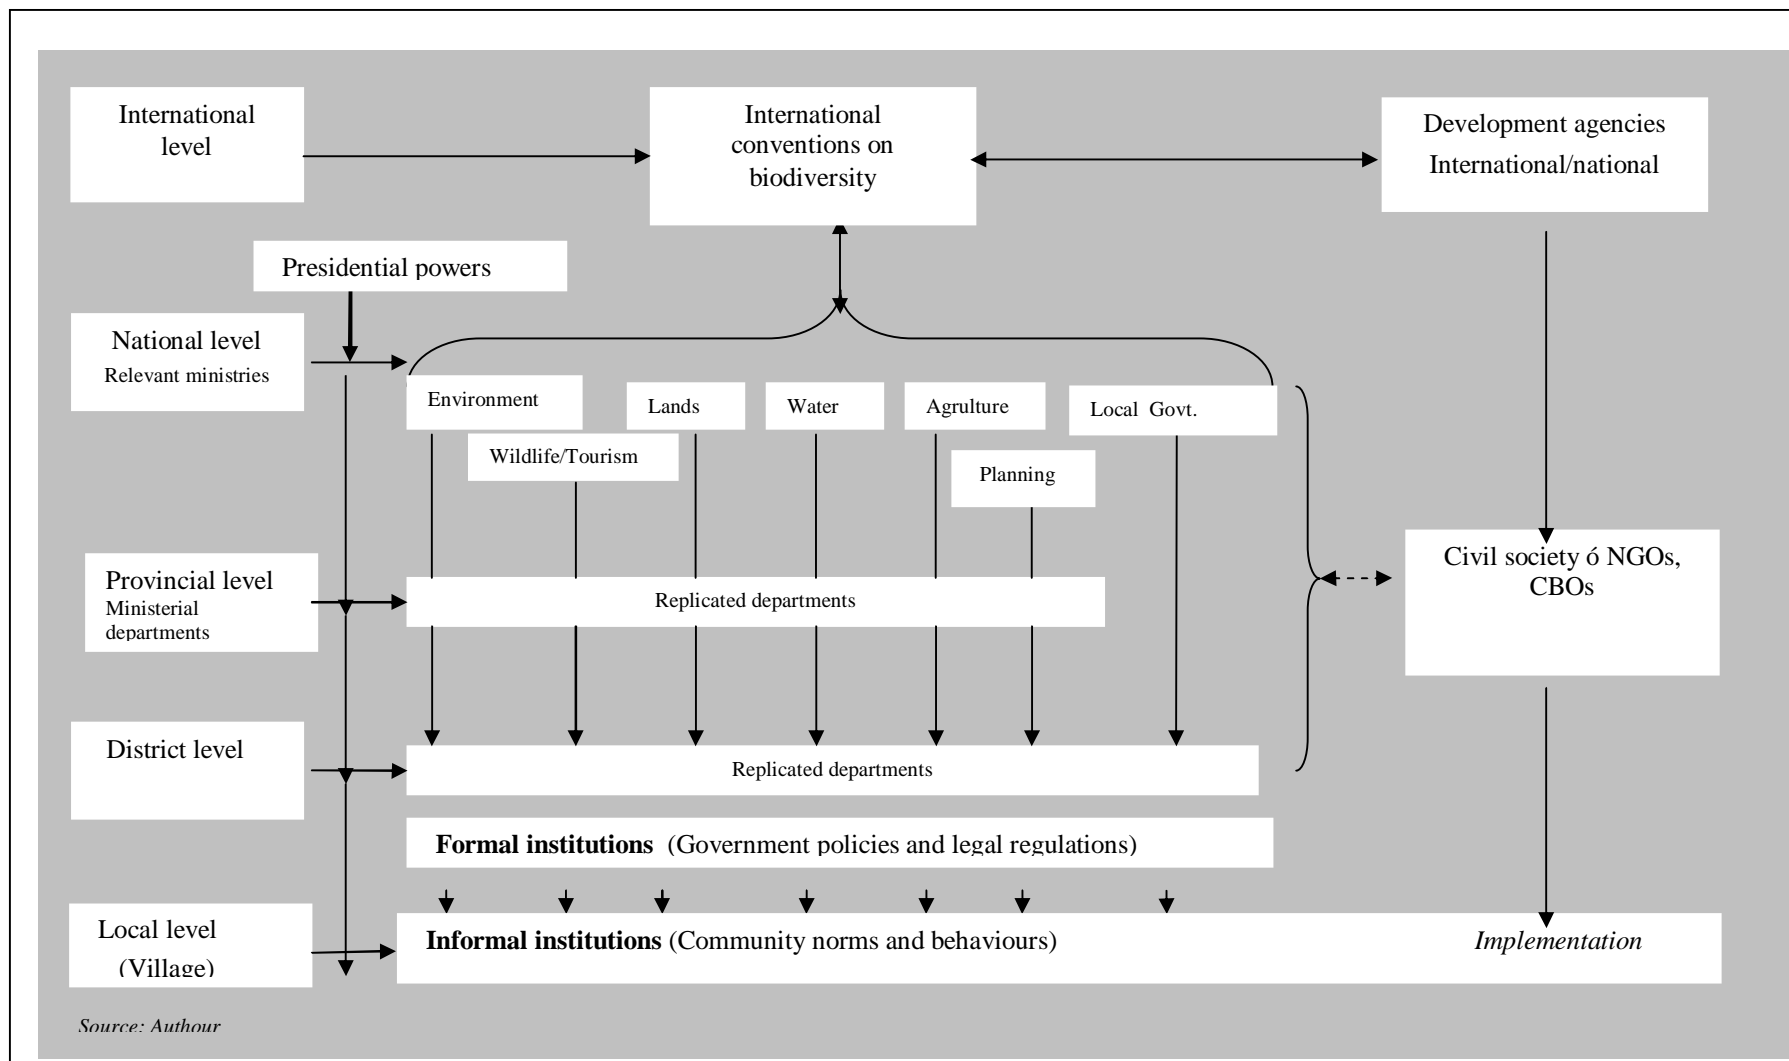 International
level
International
conventions on
biodiversity
Development agencies
International/national
Presidential powers
National level
Relevant ministries
Environment
Lands
Water
Agrulture
Local Govt.
Wildlife/Tourism
Planning
Provincial level
Ministerial
departments
Replicated departments
Civil society ó NGOs,
CBOs
District level
Replicated departments
Formal institutions (Government policies and legal regulations)
Local level
(Village)
Informal institutions (Community norms and behaviours)
Implementation
Source: Authour